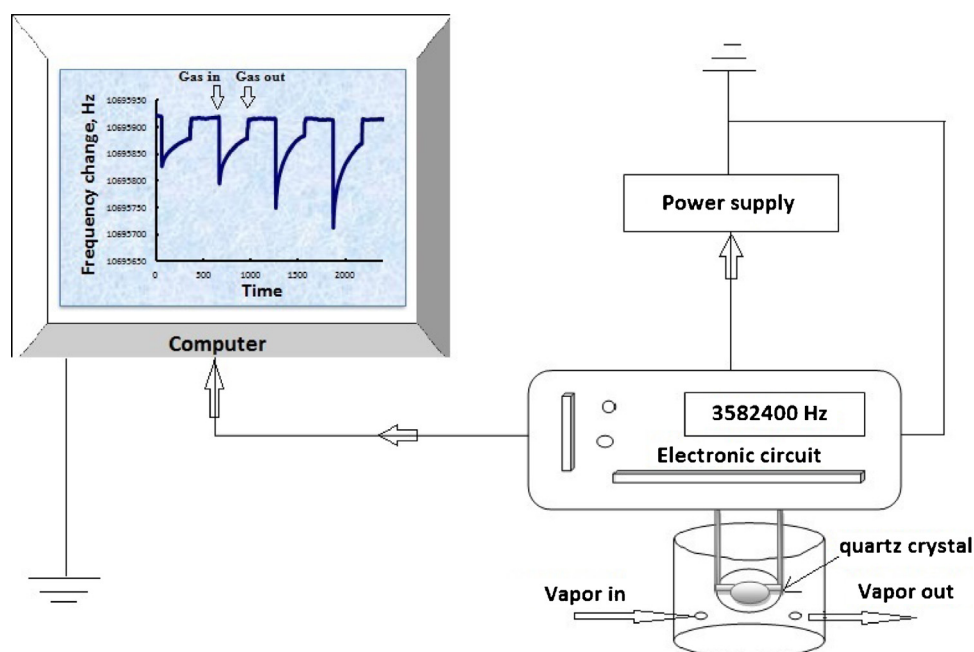 Gas in Gas out
Frequency change, Hz
10695950
10695900
10695850
10695800
10695750
10695700
10695650
0 500 1000 1500 2000
Time
Computer
Power supply
3582400 Hz
Electronic circuit
quartz crystal
Vapor in
Vapor out